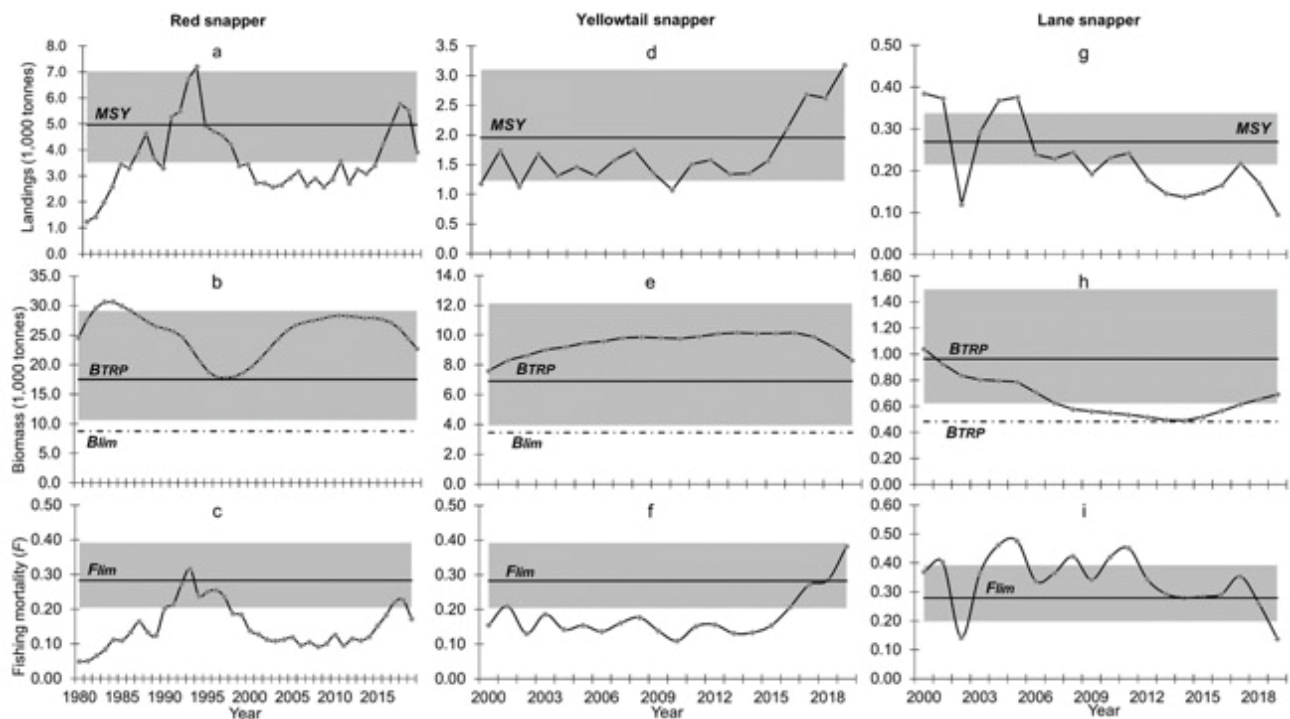 Red snapper
Yellowtail snapper
Lane snapper
a
d
g
Landings (1,000 tonnes)
8.0
7.0
6.0
5.0
4.0
3.0
2.0
1.0
0.0
MSY
3.5
3.0
2.5
2.0
1.5
1.0
0.5
0.0
MSY
0.50
0.40
0.30
0.20
0.10
0.00
MSY
b
e
h
Biomass (1,000 tonnes)
35.0
30.0
25.0
20.0
15.0
10.0
5.0
0.0
BTRP
Blim
14.0
12.0
10.0
8.0
6.0
4.0
2.0
0.0
BTRP
Blim
1.60
1.40
1.20
1.00
0.80
0.60
0.40
0.20
0.00
BTRP
BTRP
c
f
i
Fishing mortality (F)
0.50
0.40
0.30
0.20
0.10
0.00
Flim
1980 1985 1990 1995 2000 2005 2010 2015
Year
0.50
0.40
0.30
0.20
0.10
0.00
Flim
2000 2003 2006 2009 2012 2015 2018
Year
0.60
0.50
0.40
0.30
0.20
0.10
0.00
Flim
2000 2003 2006 2009 2012 2015 2018
Year